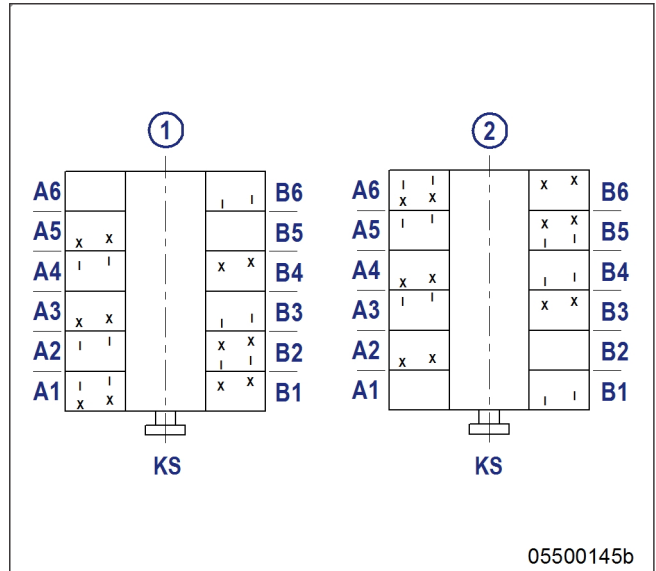 1 2
A6 I I B6 A6 I I X X X X B6
A5 X X B5 A5 I I X X I I B5
A4 I I X X B4 A4 X X I I B4
A3 X X I I B3 A3 I I X X B3
A2 I I X X I I B2 A2 X X B2
A1 I I X X X X B1 A1 I I B1
KS KS
05500145b